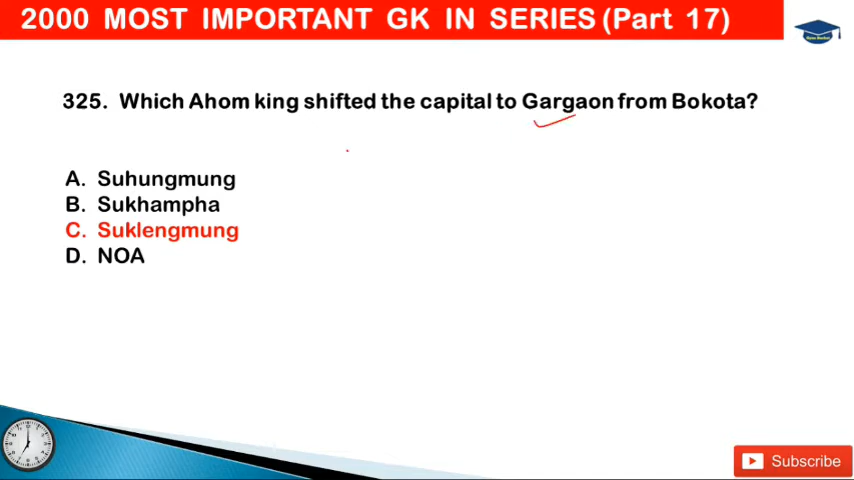 2000 MOST IMPORTANT GK IN SERIES (Part 17)
325. Which Ahom king shifted the capital to Gargaon from Bokota?
A. Suhungmung
B. Sukhampha
C. Suklengmung
D. NOA
Subscribe